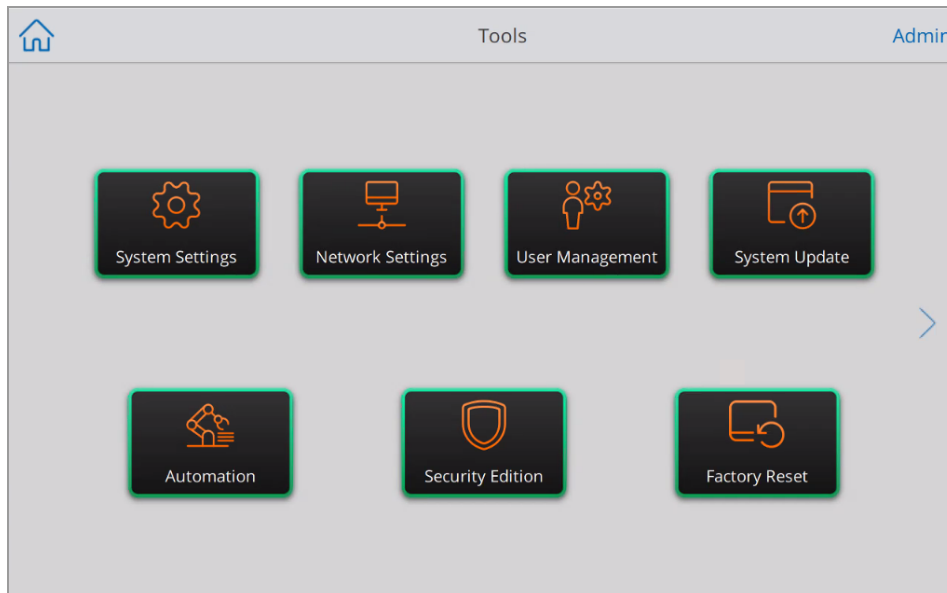 Tools
Admin
System Settings
Network Settings
User Management
System Update
Automation
Security Edition
Factory Reset